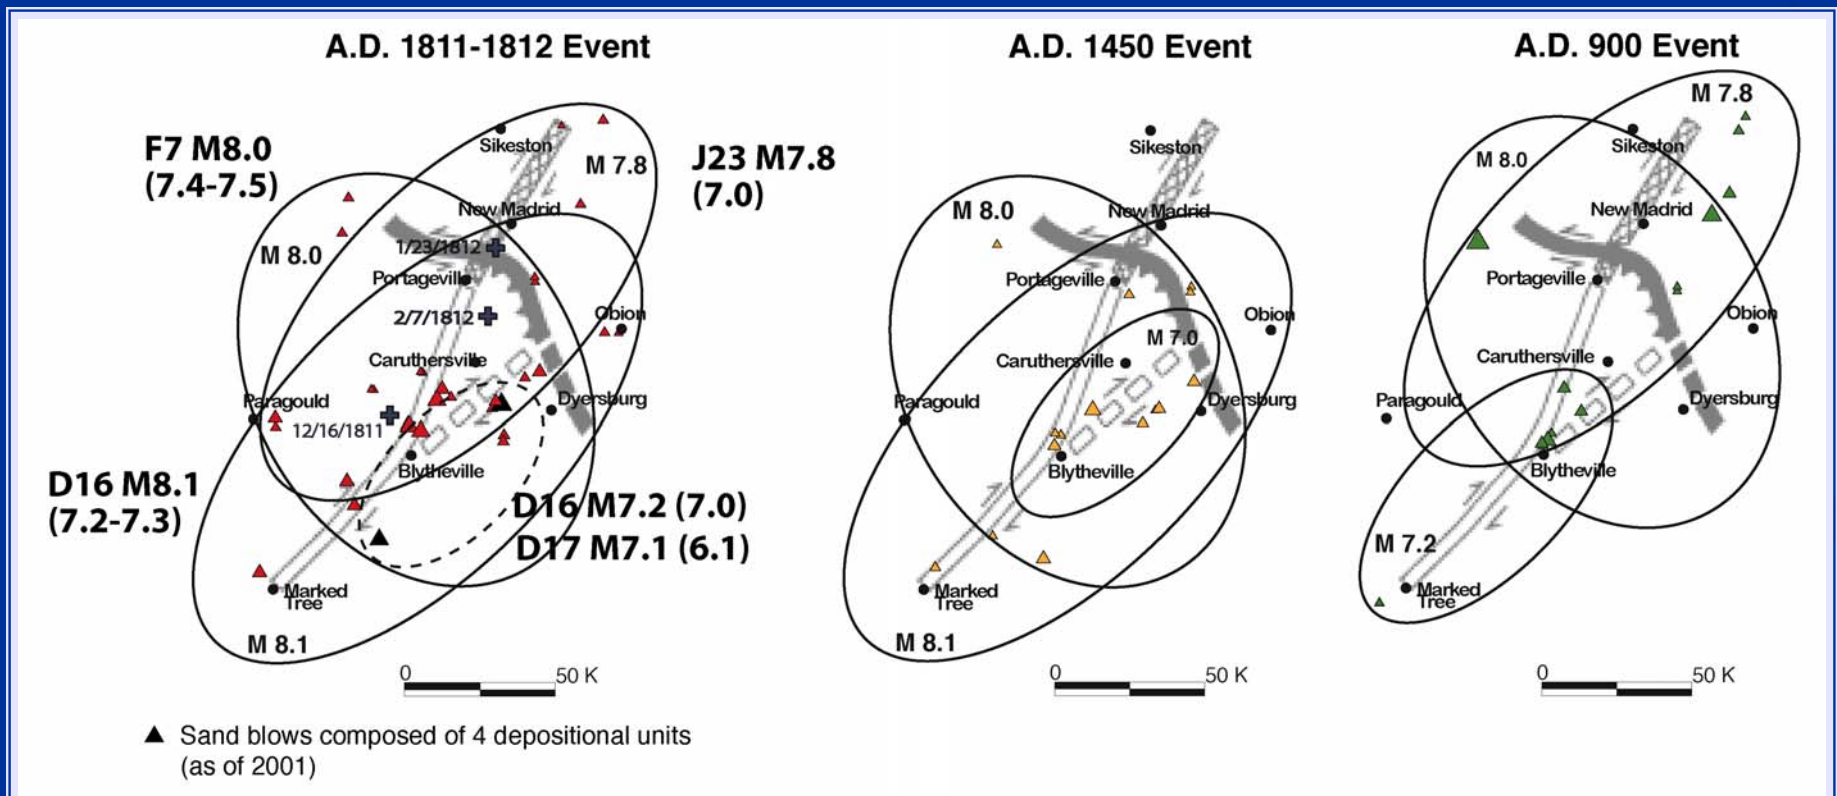 A.D. 1811-1812 Event
F7 M8.0
(7.4-7.5)
J23 M7.8
(7.0)
Sikeston
M 7.8
New Madrid
M 8.0
1/23/1812
Portageville
2/7/1812
Obion
Caruthersville
Paragould
Dyersburg
12/16/1811
Blytheville
D16 M8.1
(7.2-7.3)
D16 M7.2 (7.0)
D17 M7.1 (6.1)
Marked
Tree
M 8.1
0
50 K
▲ Sand blows composed of 4 depositional units
(as of 2001)
A.D. 1450 Event
Sikeston
M 8.0
New Madrid
Portageville
Obion
M 7.0
Caruthersville
Paragould
Dyersburg
Blytheville
Marked
Tree
M 8.1
0
50 K
A.D. 900 Event
M 7.8
Sikeston
M 8.0
New Madrid
Portageville
Obion
Caruthersville
Paragould
Dyersburg
Blytheville
M 7.2
Marked
Tree
0
50 K